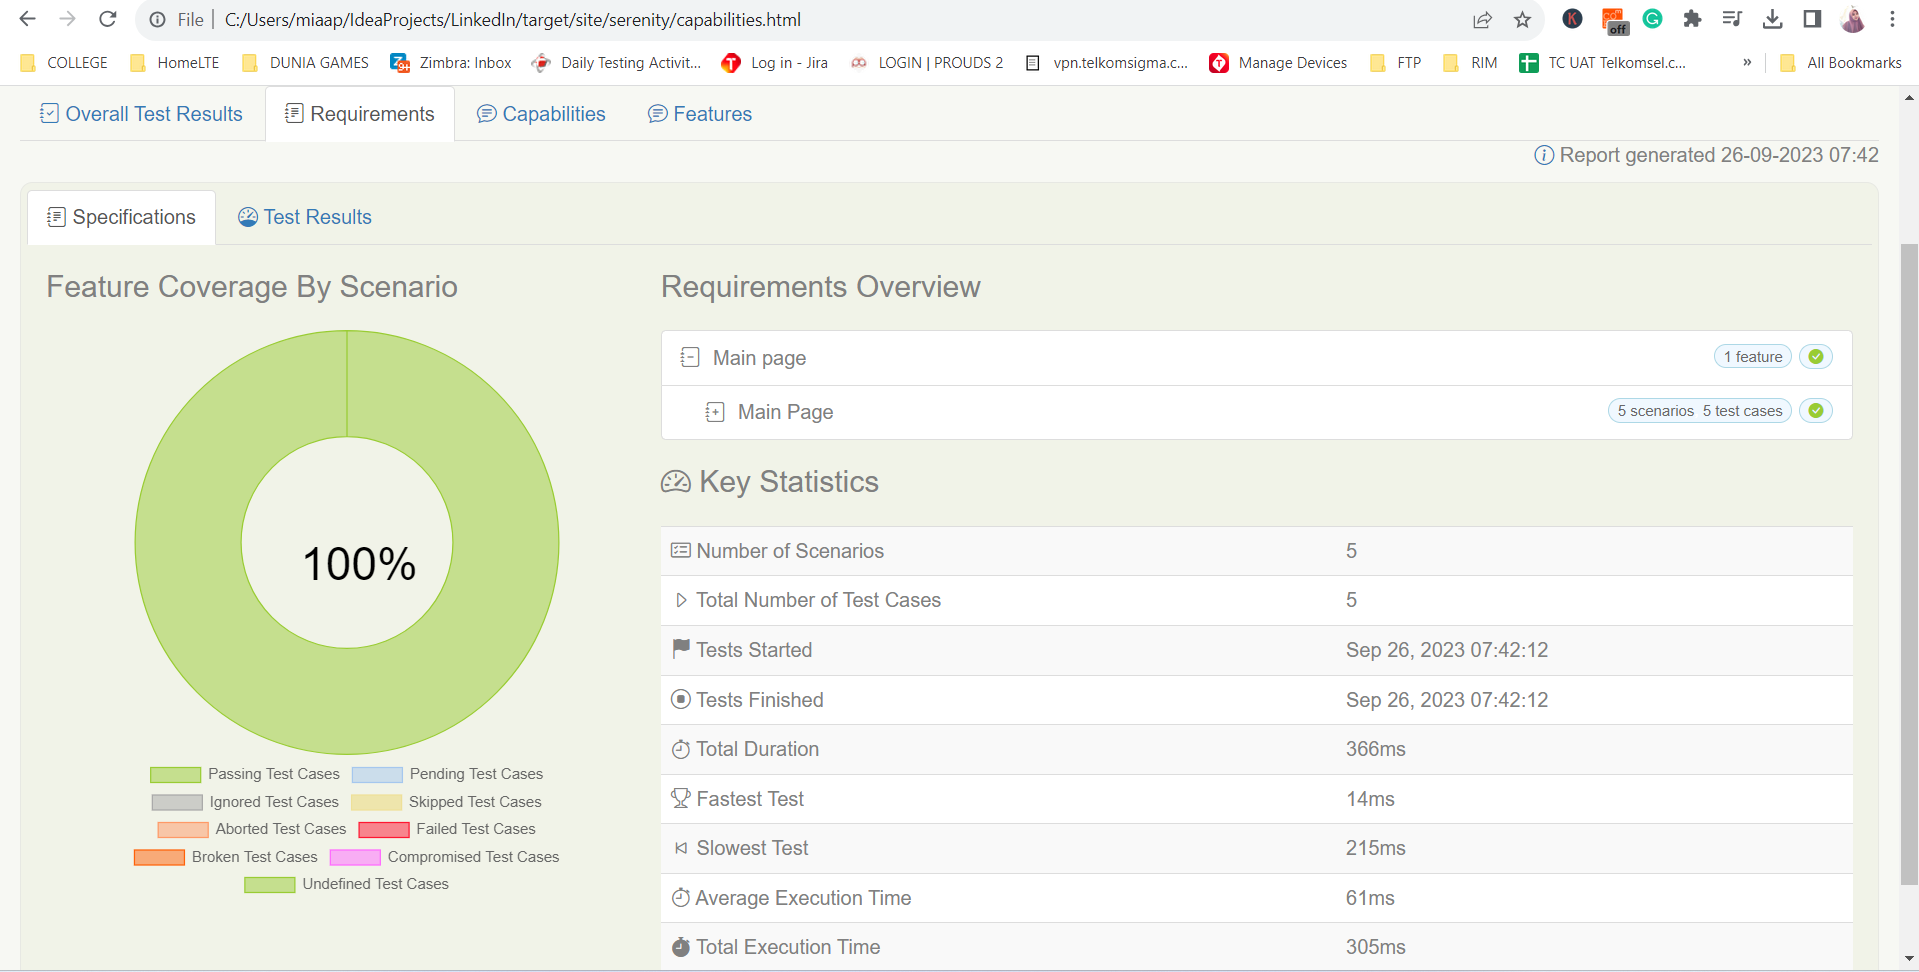 File C:/Users/miaap/IdeaProjects/LinkedIn/target/site/serenity/capabilities.html
K off
COLLEGE HomeLTE DUNIA GAMES Zimbra: Inbox Daily Testing Activit... Log in - Jira LOGIN | PROUDS 2 vpn.telkomsigma.c... Manage Devices FTP RIM TC UAT Telkomsel.c... » All Bookmarks
Overall Test Results Requirements Capabilities Features
Report generated 26-09-2023 07:42
Specifications Test Results
Feature Coverage By Scenario
100%
Passing Test Cases Pending Test Cases
Ignored Test Cases Skipped Test Cases
Aborted Test Cases Failed Test Cases
Broken Test Cases Compromised Test Cases
Undefined Test Cases
Requirements Overview
Main page 1 feature
Main Page 5 scenarios 5 test cases
Key Statistics
Number of Scenarios 5
Total Number of Test Cases 5
Tests Started Sep 26, 2023 07:42:12
Tests Finished Sep 26, 2023 07:42:12
Total Duration 366ms
Fastest Test 14ms
Slowest Test 215ms
Average Execution Time 61ms
Total Execution Time 305ms